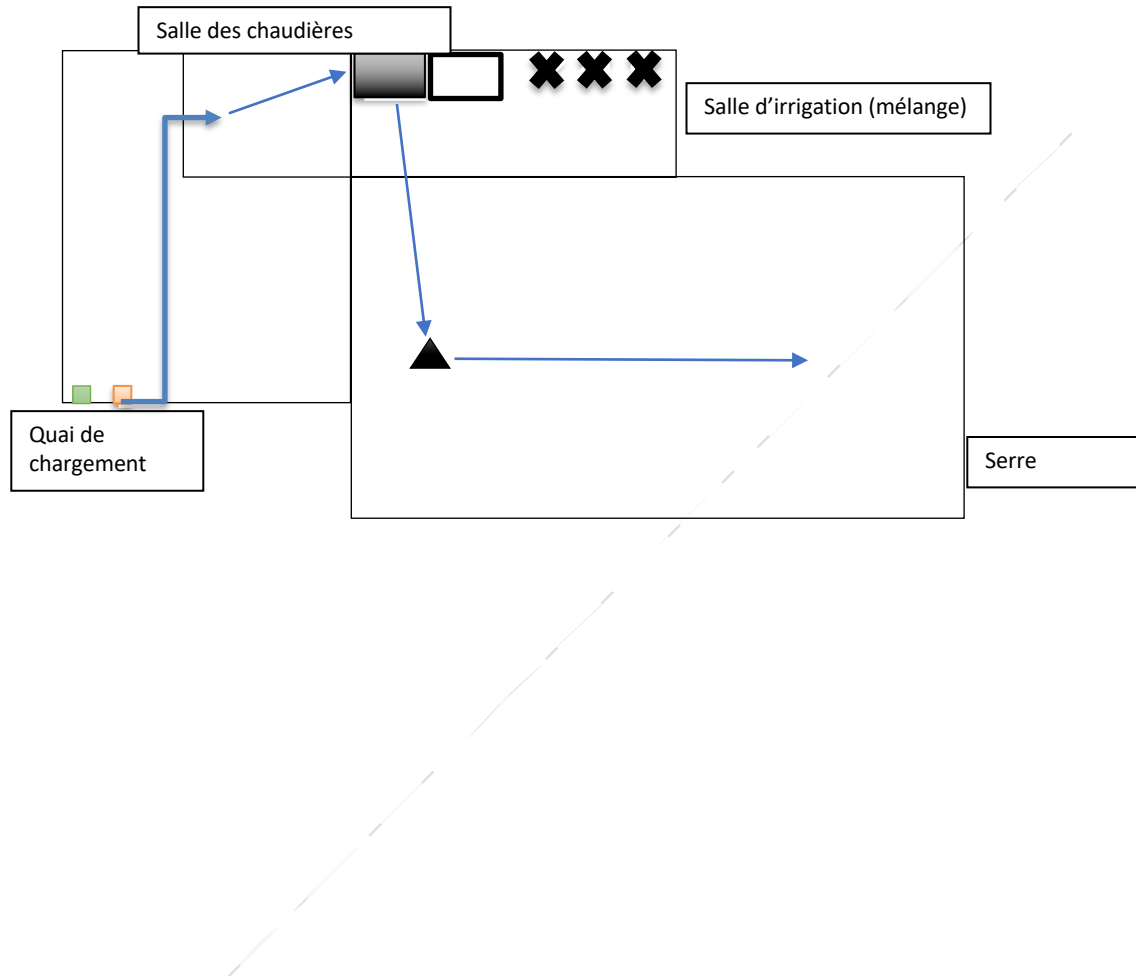 Salle des chaudières
Salle d’irrigation (mélange)
Quai de
chargement
Serre